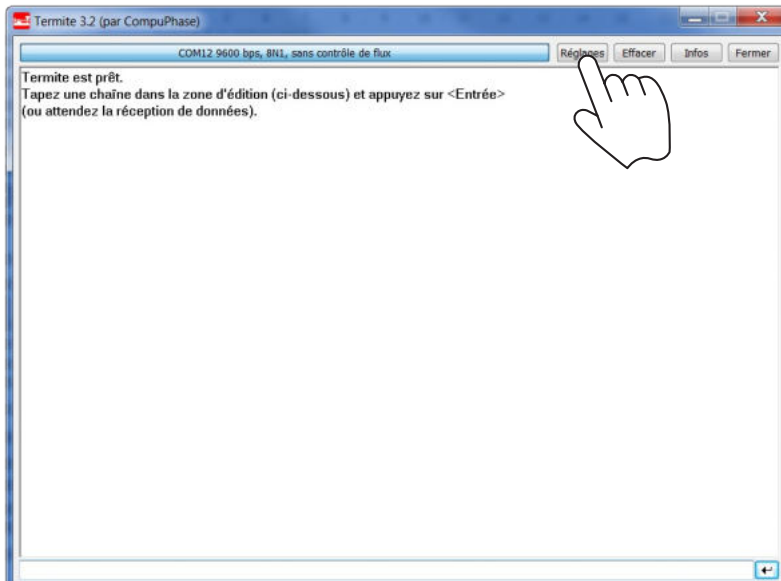 Termite 3.2 (par CompuPhase)
COM12 9600 bps, 8N1, sans contrôle de flux
Réglages
Effacer
Infos
Fermer
Termite est prêt.
Tapez une chaîne dans la zone d'édition (ci-dessous) et appuyez sur <Entrée>
(ou attendez la réception de données).